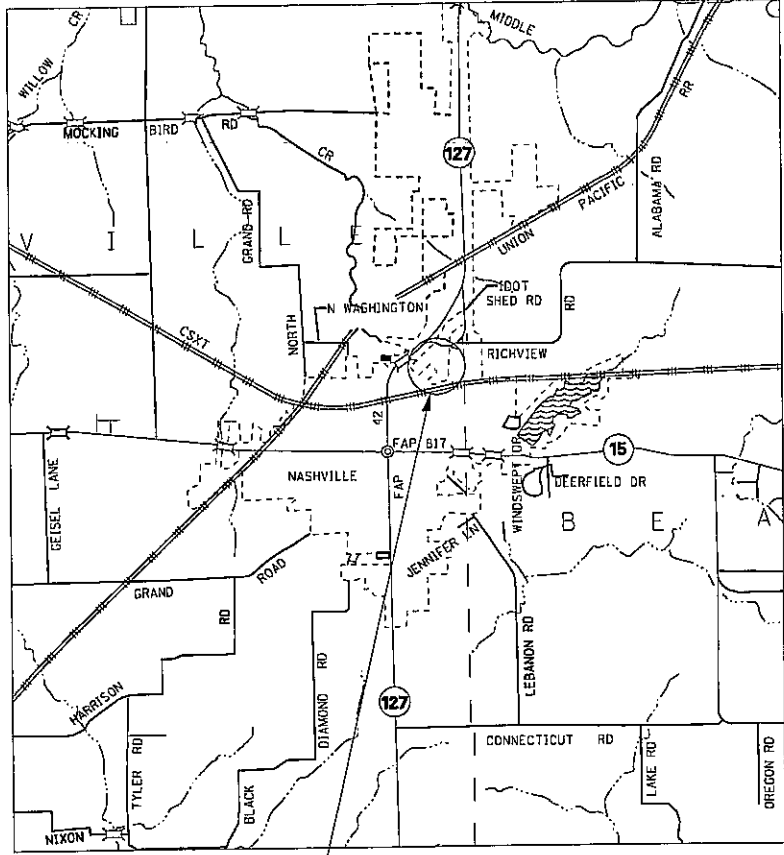 MIDDLE
WILLOW CR
MOCKING BIRD RD
CR
127
UNION PACIFIC RR
ALABAMA RD
V I L L E
GRAND RD
IDOT
SHED RD
N WASHINGTON
NORTH
RD
CSXT
RICHVIEW
42
H T
FAP 817
15
GEISEL LANE
NASHVILLE
FAP
WINDSWEPT DR
DEERFIELD DR
B E A
JENNIFER LN
GRAND ROAD
RD
LEBANON RD
HARRISON
DIAMOND RD
127
CONNECTICUT RD
TYLER RD
BLACK
LAKE RD
OREGON RD
NIXON